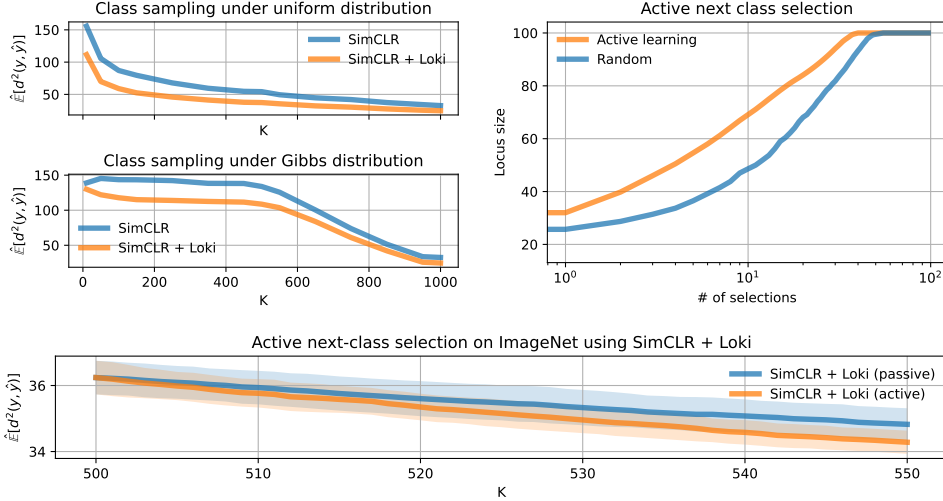 Class sampling under uniform distribution
𝔼̂[d²(y, ŷ)]
150
100
50
SimCLR
SimCLR + Loki
K
Class sampling under Gibbs distribution
𝔼̂[d²(y, ŷ)]
150
100
50
SimCLR
SimCLR + Loki
0 200 400 600 800 1000
K
Active next class selection
Locus size
100
80
60
40
20
Active learning
Random
10⁰ 10¹ 10²
# of selections
Active next-class selection on ImageNet using SimCLR + Loki
𝔼̂[d²(y, ŷ)]
36
34
SimCLR + Loki (passive)
SimCLR + Loki (active)
500 510 520 530 540 550
K